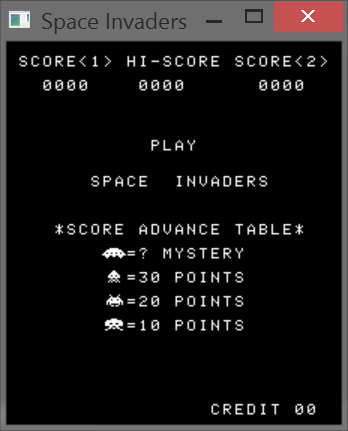 Space Invaders
SCORE<1> HI-SCORE SCORE<2>
0000 0000 0000
PLAY
SPACE INVADERS
*SCORE ADVANCE TABLE*
=? MYSTERY
=30 POINTS
=20 POINTS
=10 POINTS
CREDIT 00